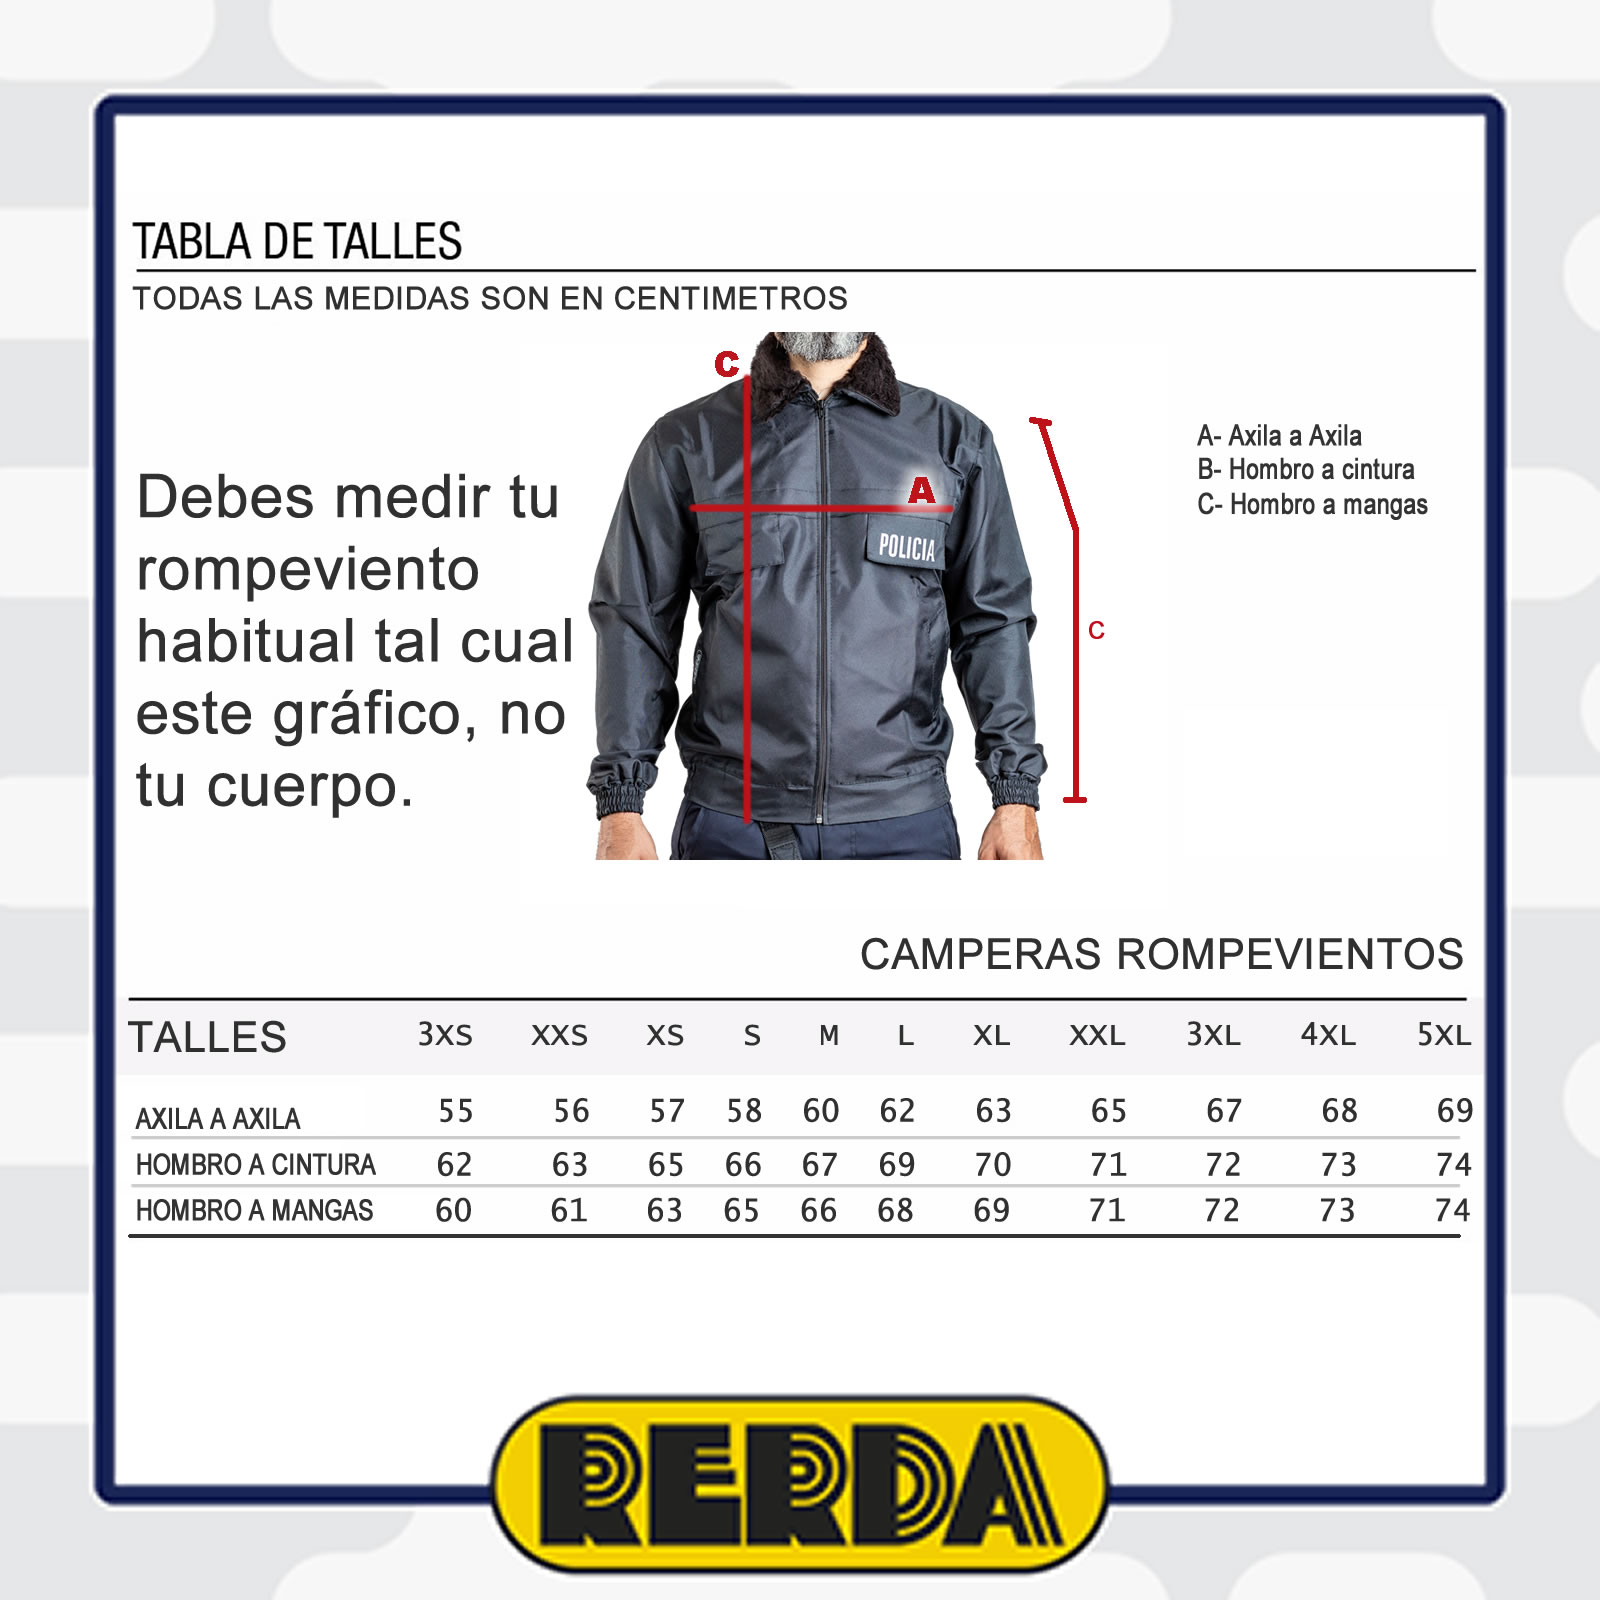 TABLA DE TALLES
TODAS LAS MEDIDAS SON EN CENTIMETROS
C
A
POLICIA
C
A- Axila a Axila
B- Hombro a cintura
C- Hombro a mangas
Debes medir tu
rompeviento
habitual tal cual
este gráfico, no
tu cuerpo.
CAMPERAS ROMPEVIENTOS
TALLES 3XS XXS XS S M L XL XXL 3XL 4XL 5XL
AXILA A AXILA 55 56 57 58 60 62 63 65 67 68 69
HOMBRO A CINTURA 62 63 65 66 67 69 70 71 72 73 74
HOMBRO A MANGAS 60 61 63 65 66 68 69 71 72 73 74
RERDA